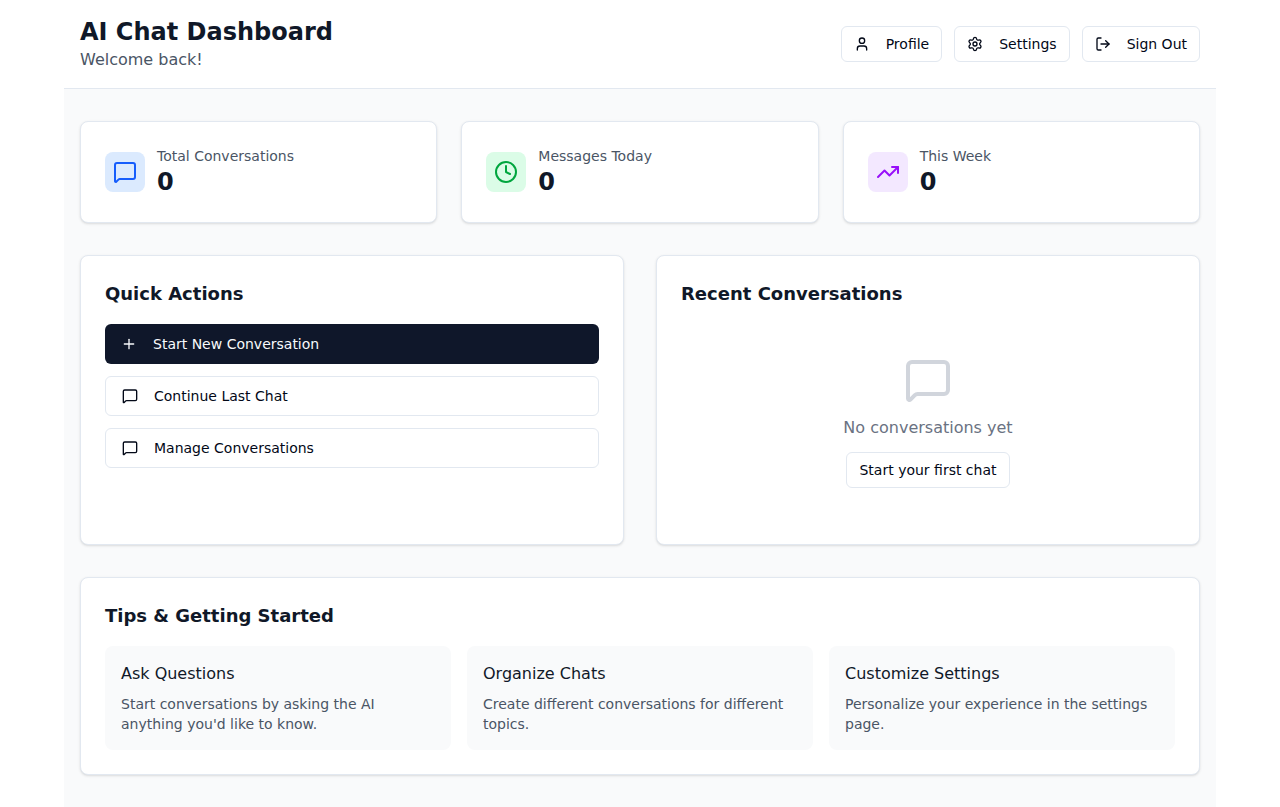 AI Chat Dashboard
Welcome back!
Profile
Settings
Sign Out
Total Conversations
0
Messages Today
0
This Week
0
Quick Actions
Start New Conversation
Continue Last Chat
Manage Conversations
Recent Conversations
No conversations yet
Start your first chat
Tips & Getting Started
Ask Questions
Start conversations by asking the AI
anything you'd like to know.
Organize Chats
Create different conversations for different
topics.
Customize Settings
Personalize your experience in the settings
page.